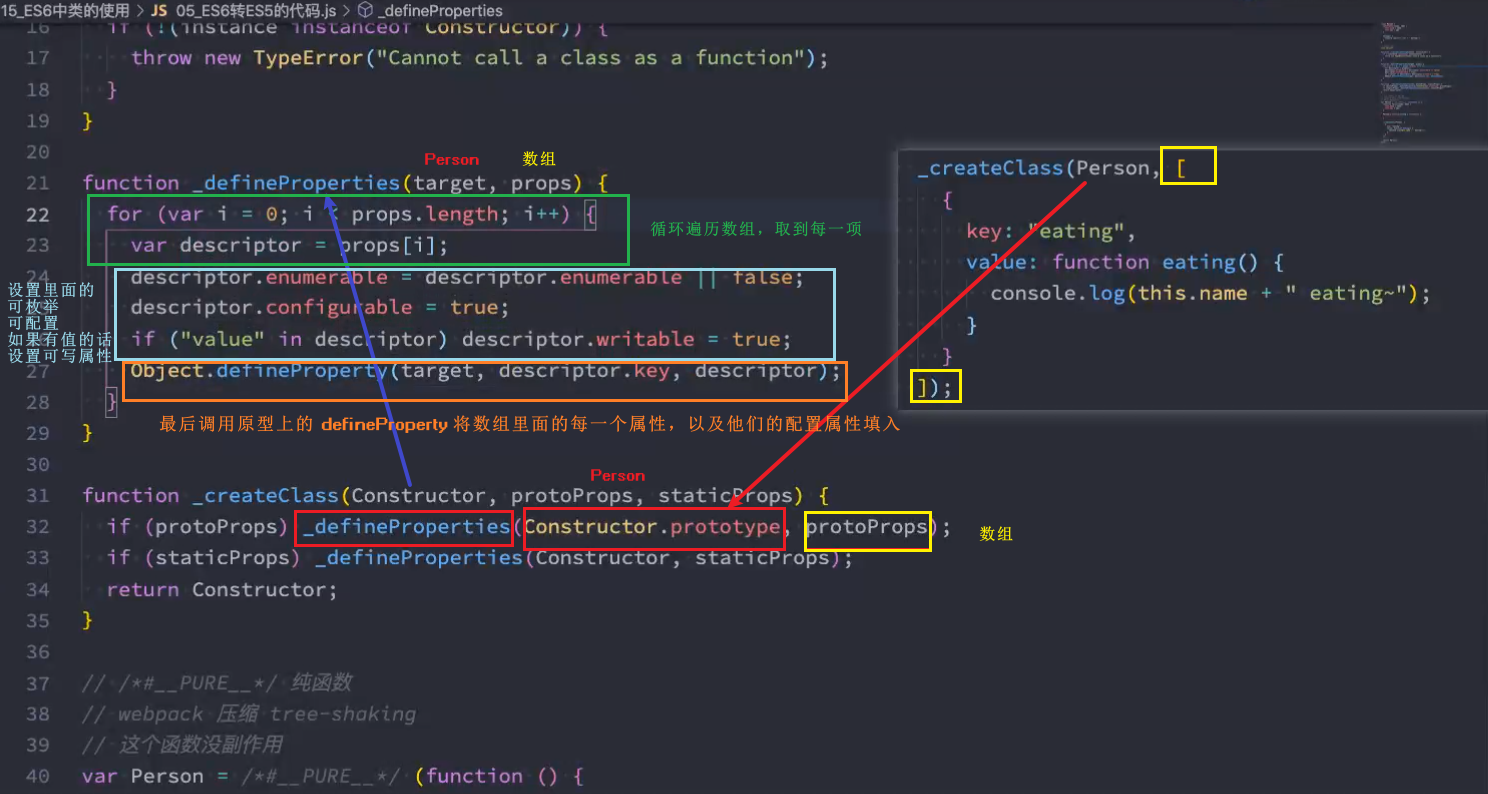 15_ES6中类的使用 > JS 05_ES6转ES5的代码.js > _defineProperties
16 if (!(instance instanceof Constructor)) {
17 throw new TypeError("Cannot call a class as a function");
18 }
19 }
20
Person 数组
21 function _defineProperties(target, props) {
22 for (var i = 0; i < props.length; i++) {
23 var descriptor = props[i];
循环遍历数组，取到每一项
24 descriptor.enumerable = descriptor.enumerable || false;
descriptor.configurable = true;
if ("value" in descriptor) descriptor.writable = true;
设置里面的
可枚举
可配置
如果有值的话
设置可写属性
27 Object.defineProperty(target, descriptor.key, descriptor);
28 }
最后调用原型上的 defineProperty 将数组里面的每一个属性，以及他们的配置属性填入
29 }
30
_createClass(Person, [
{
key: "eating",
value: function eating() {
console.log(this.name + " eating~");
}
}
]);
Person
31 function _createClass(Constructor, protoProps, staticProps) {
32 if (protoProps) _defineProperties(Constructor.prototype, protoProps);
数组
33 if (staticProps) _defineProperties(Constructor, staticProps);
34 return Constructor;
35 }
36
37 // /*#__PURE__*/ 纯函数
38 // webpack 压缩 tree-shaking
39 // 这个函数没副作用
40 var Person = /*#__PURE__*/ (function () {